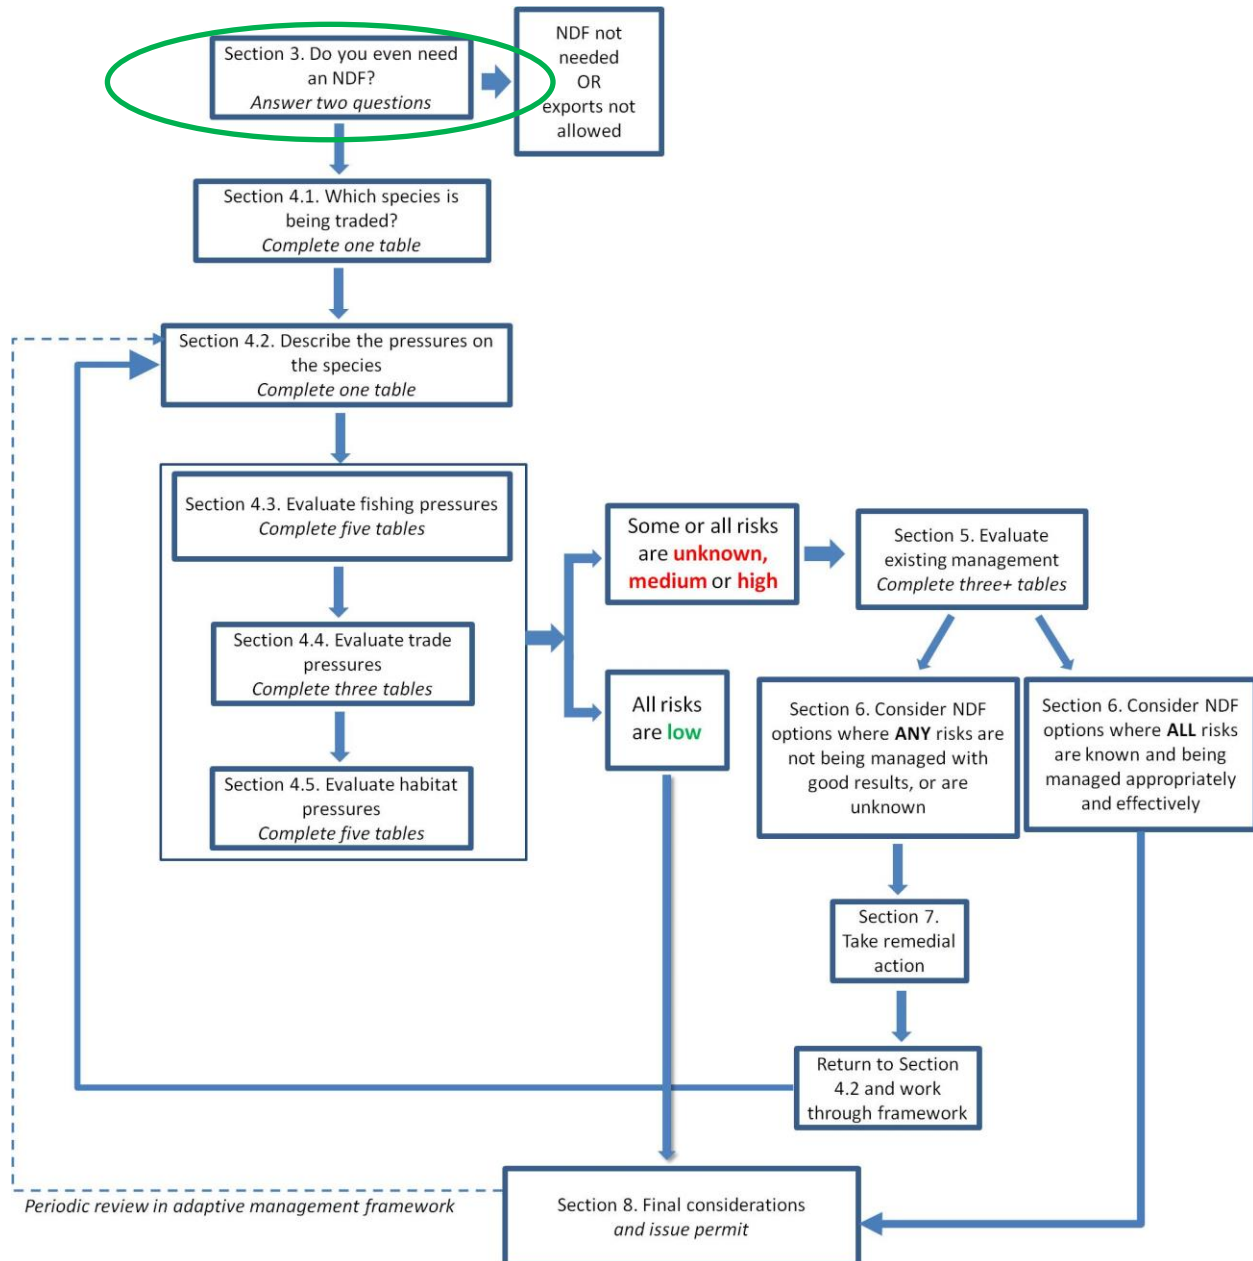 Section 3. Do you even need
an NDF?
Answer two questions
NDF not
needed
OR
exports not
allowed
Section 4.1. Which species is
being traded?
Complete one table
Section 4.2. Describe the pressures on
the species
Complete one table
Section 4.3. Evaluate fishing pressures
Complete five tables
Section 4.4. Evaluate trade
pressures
Complete three tables
Section 4.5. Evaluate habitat
pressures
Complete five tables
Some or all risks
are unknown,
medium or high
All risks
are low
Section 5. Evaluate
existing management
Complete three+ tables
Section 6. Consider NDF
options where ANY risks are
not being managed with
good results, or are
unknown
Section 6. Consider NDF
options where ALL risks
are known and being
managed appropriately
and effectively
Section 7.
Take remedial
action
Return to Section
4.2 and work
through framework
Periodic review in adaptive management framework
Section 8. Final considerations
and issue permit